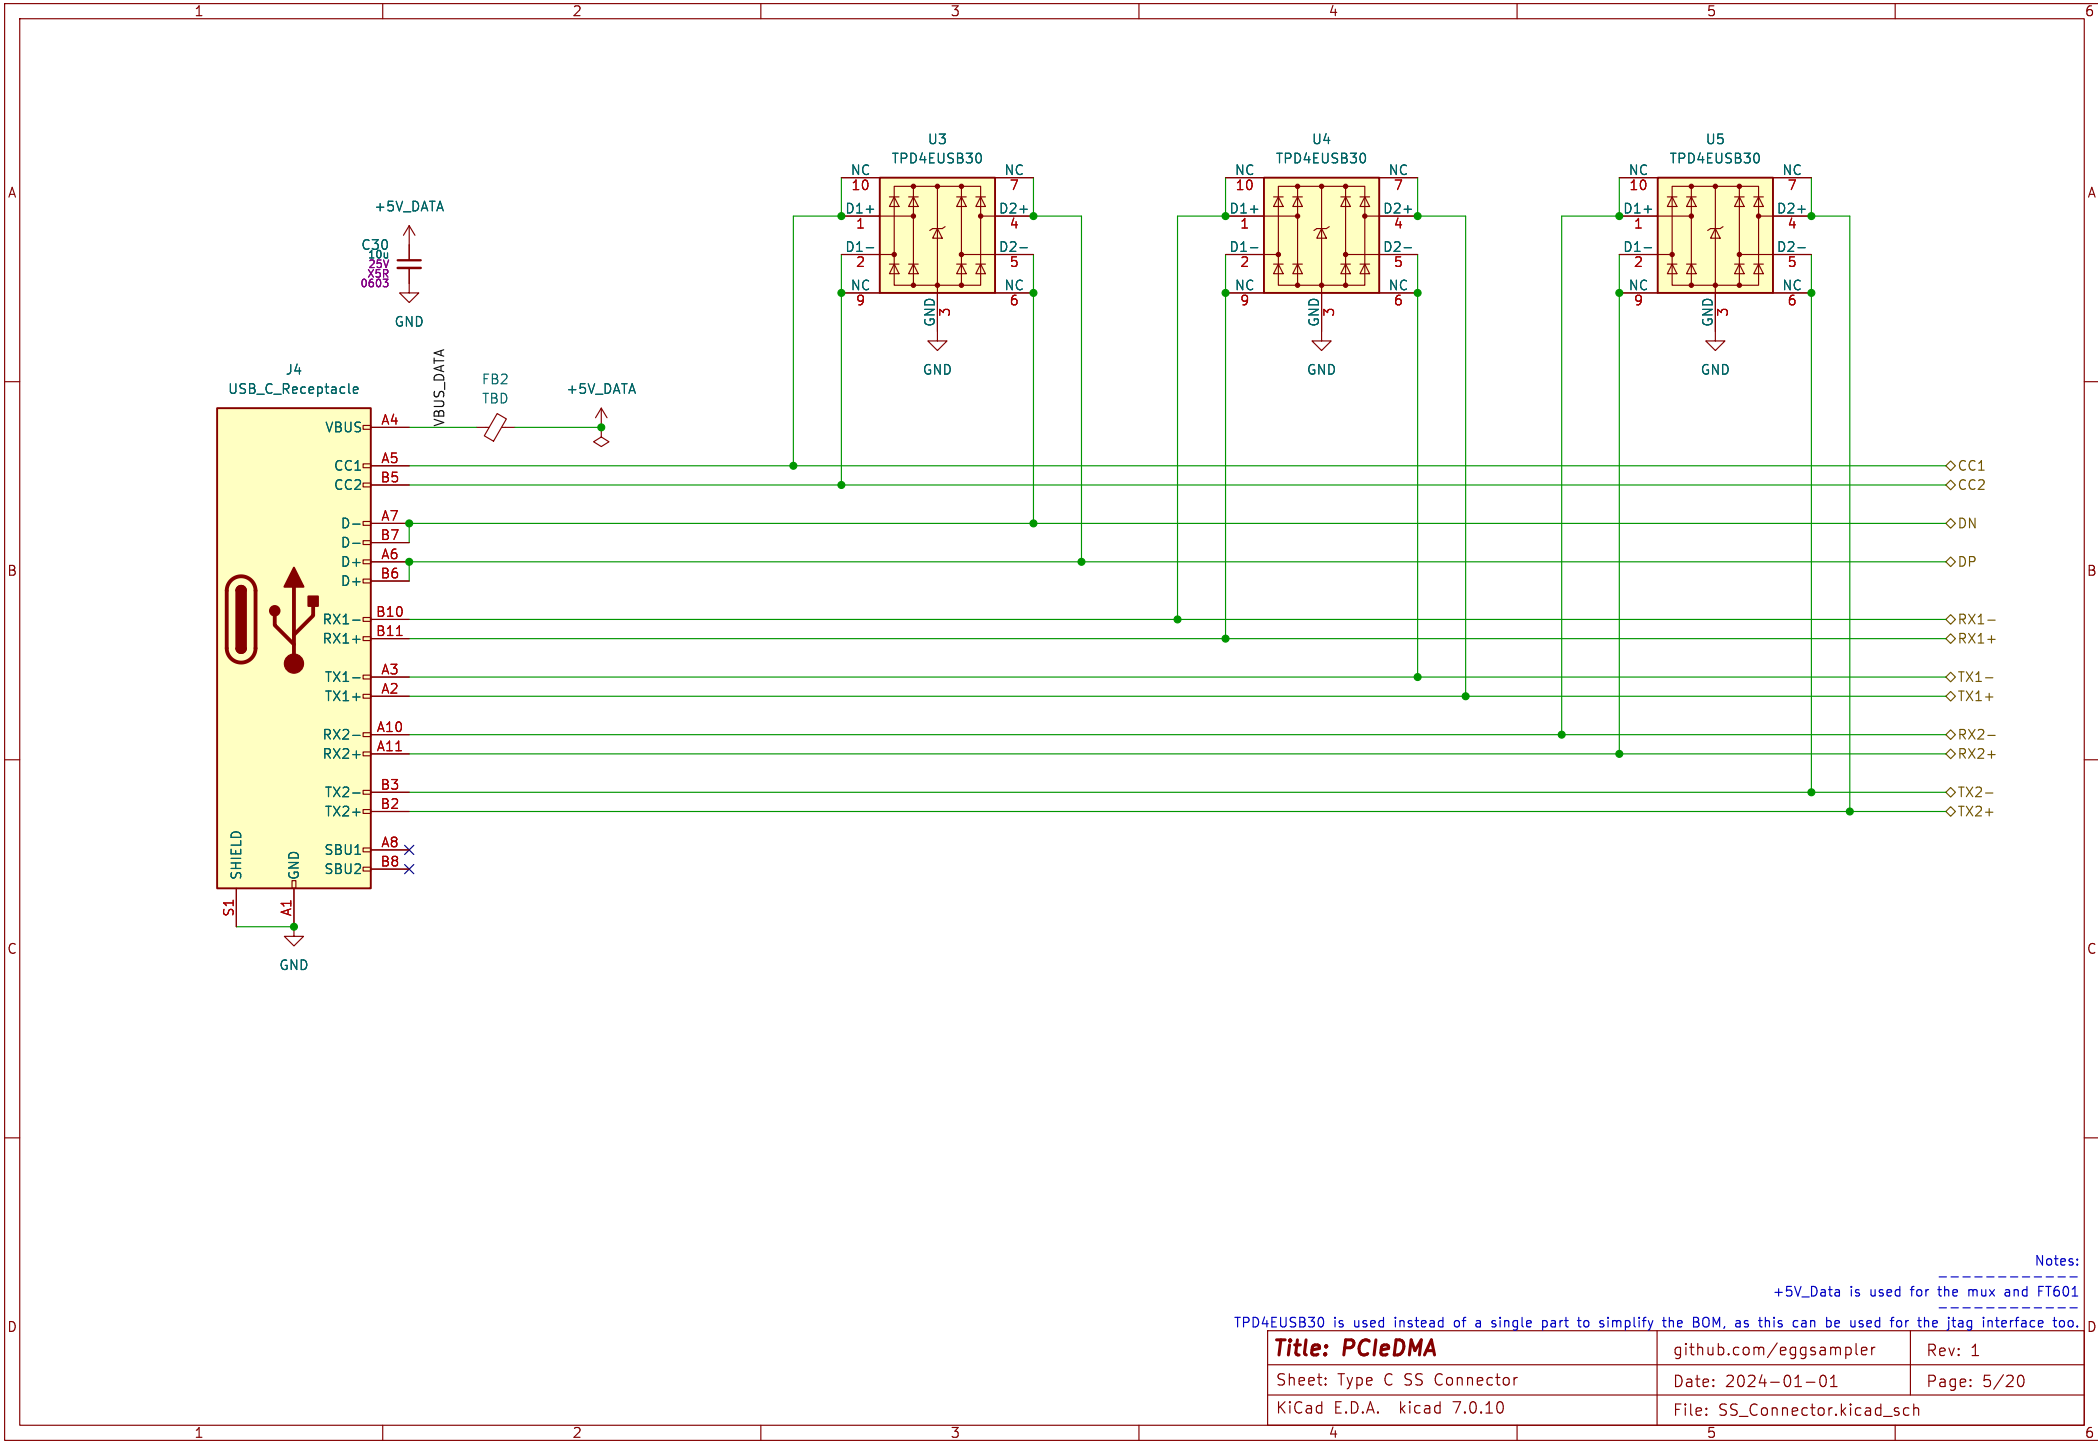 1 2 3 4 5 6
A A
B B
C C
D D
U3
TPD4EUSB30
NC
10
D1+
1
D1-
2
NC
9
NC
7
D2+
4
D2-
5
NC
6
GND
3
GND
U4
TPD4EUSB30
NC
10
D1+
1
D1-
2
NC
9
NC
7
D2+
4
D2-
5
NC
6
GND
3
GND
U5
TPD4EUSB30
NC
10
D1+
1
D1-
2
NC
9
NC
7
D2+
4
D2-
5
NC
6
GND
3
GND
+5V_DATA
C30
10u
25V
X5R
0603
GND
J4
USB_C_Receptacle
VBUS_DATA
FB2
TBD
+5V_DATA
VBUS A4
CC1 A5 CC1
CC2 B5 CC2
D- A7 DN
D- B7
D+ A6 DP
D+ B6
RX1- B10 RX1-
RX1+ B11 RX1+
TX1- A3 TX1-
TX1+ A2 TX1+
RX2- A10 RX2-
RX2+ A11 RX2+
TX2- B3 TX2-
TX2+ B2 TX2+
SBU1 A8
SBU2 B8
SHIELD
GND
S1
A1
GND
Notes:
------------
+5V_Data is used for the mux and FT601
------------
TPD4EUSB30 is used instead of a single part to simplify the BOM, as this can be used for the jtag interface too.
Title: PCIeDMA
github.com/eggsampler
Rev: 1
Sheet: Type C SS Connector
Date: 2024-01-01
Page: 5/20
KiCad E.D.A. kicad 7.0.10
File: SS_Connector.kicad_sch
1 2 3 4 5 6